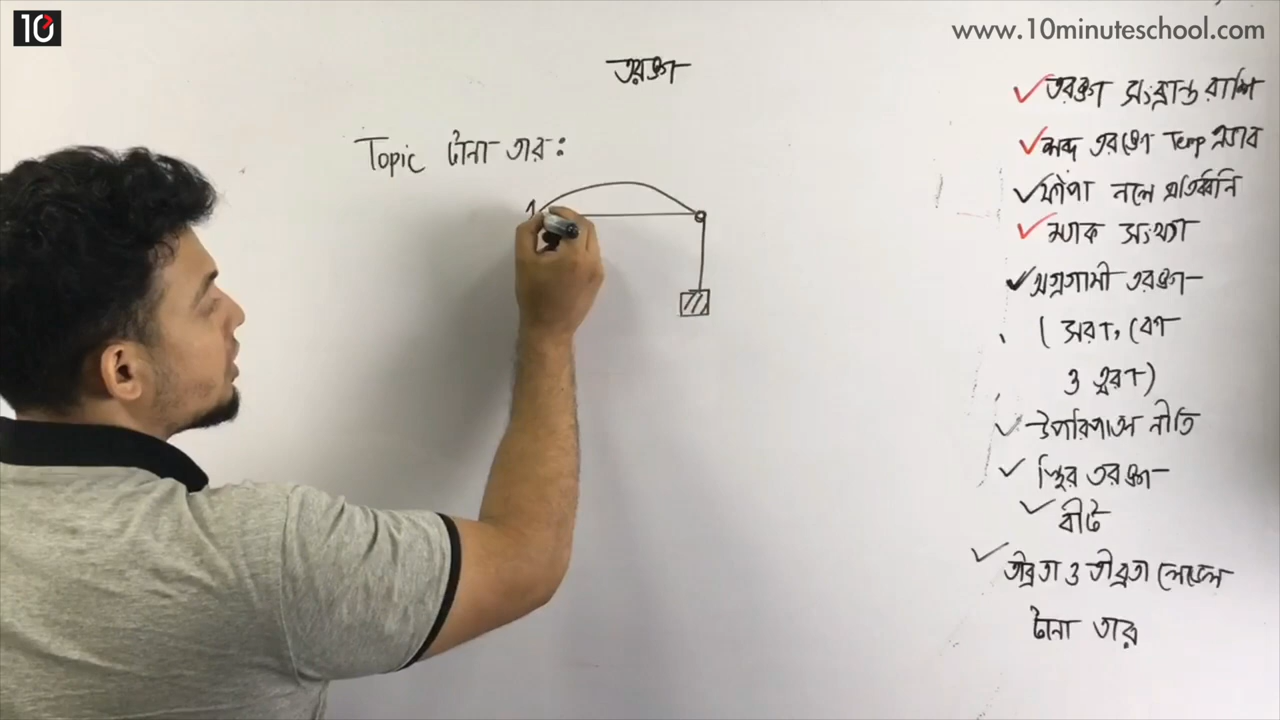 10
www.10minuteschool.com
তরঙ্গ
Topic টানা তার:
তরঙ্গ সংক্রান্ত রাশি
শব্দ তরঙ্গে Temp এভাব
ফাঁপা নলে প্রতিধ্বনি
ম্যাক সংখ্যা
অগ্রগামী তরঙ্গ
(সরণ, বেগ
ও ত্বরণ)
উপরিপাতন নীতি
স্থির তরঙ্গ
বীট
তীব্রতা ও তীব্রতা লেভেল
টানা তার